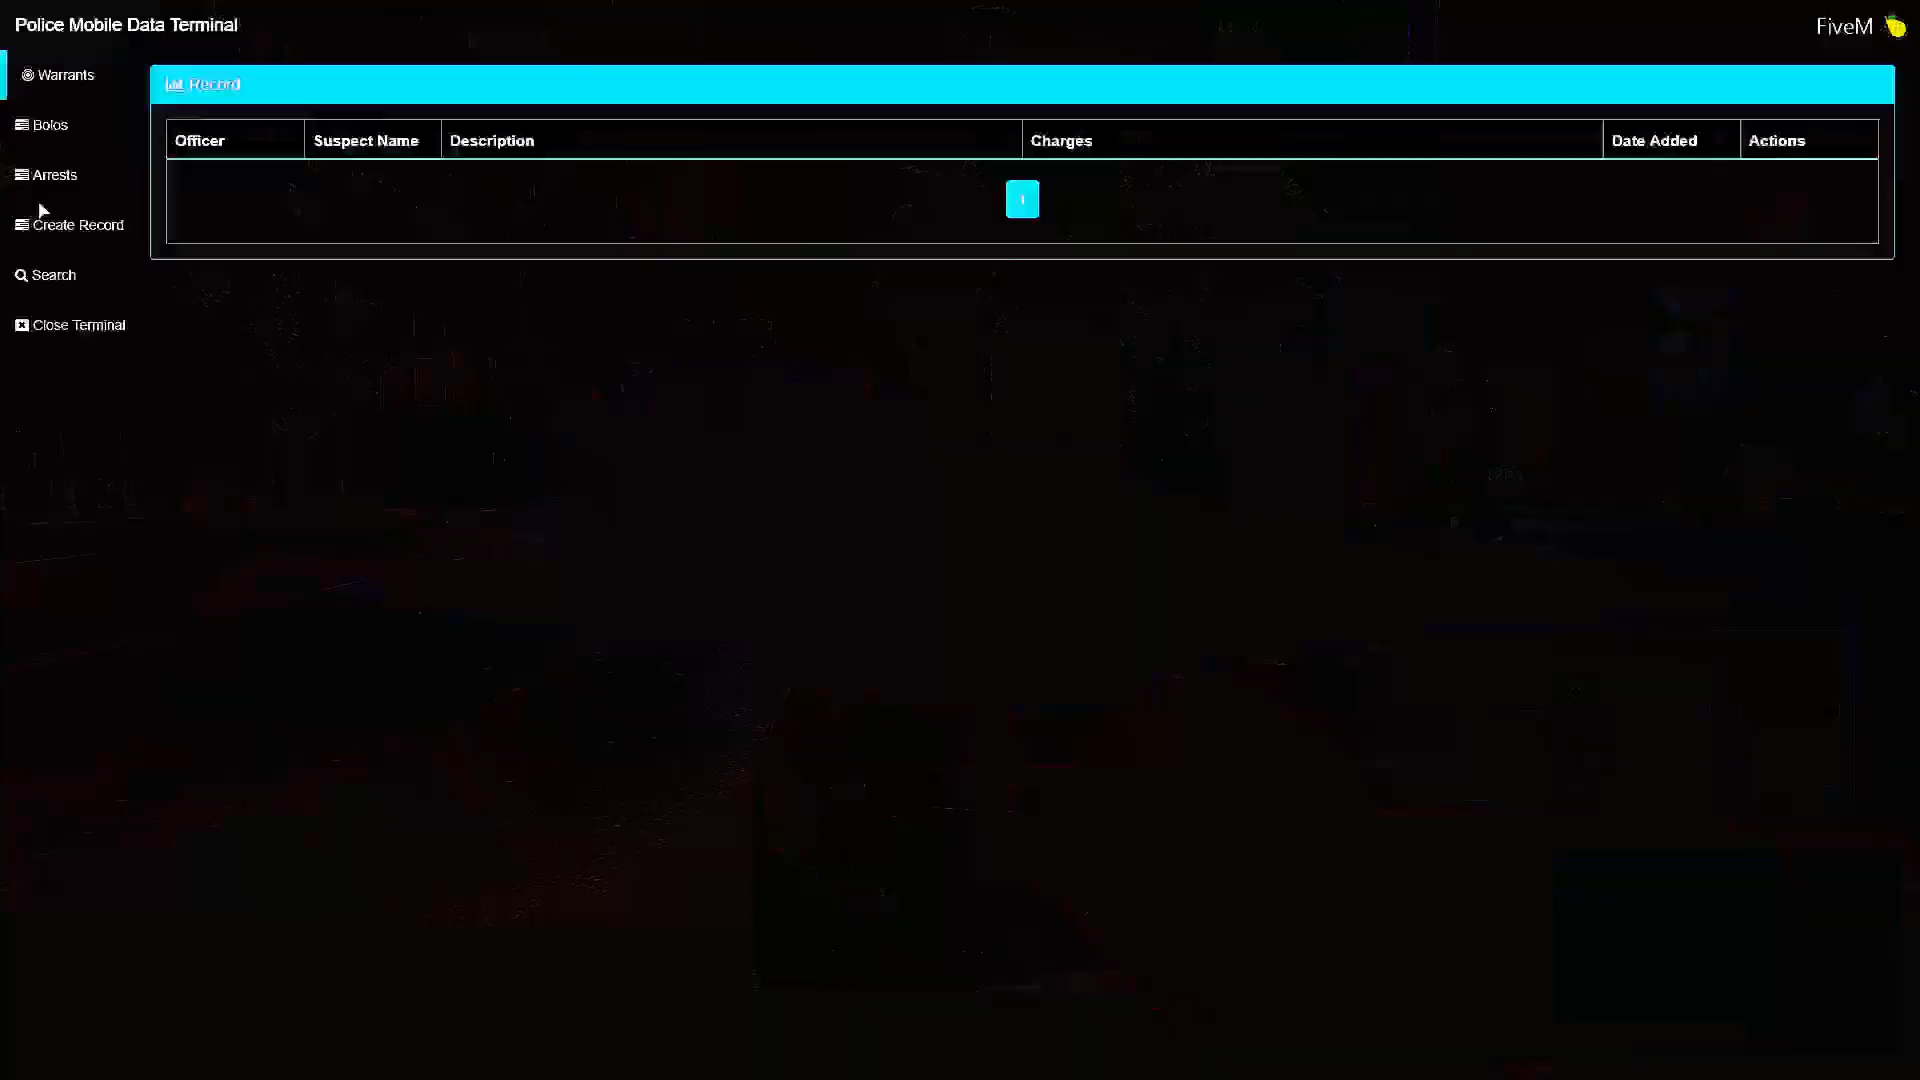 Police Mobile Data Terminal
FiveM
Warrants
Bolos
Arrests
Create Record
Search
Close Terminal
Record
Officer Suspect Name Description Charges Date Added Actions
1